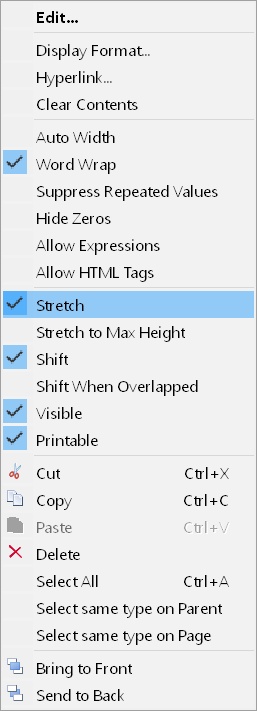 Edit...
Display Format...
Hyperlink...
Clear Contents
Auto Width
Word Wrap
Suppress Repeated Values
Hide Zeros
Allow Expressions
Allow HTML Tags
Stretch
Stretch to Max Height
Shift
Shift When Overlapped
Visible
Printable
Cut Ctrl+X
Copy Ctrl+C
Paste Ctrl+V
Delete
Select All Ctrl+A
Select same type on Parent
Select same type on Page
Bring to Front
Send to Back